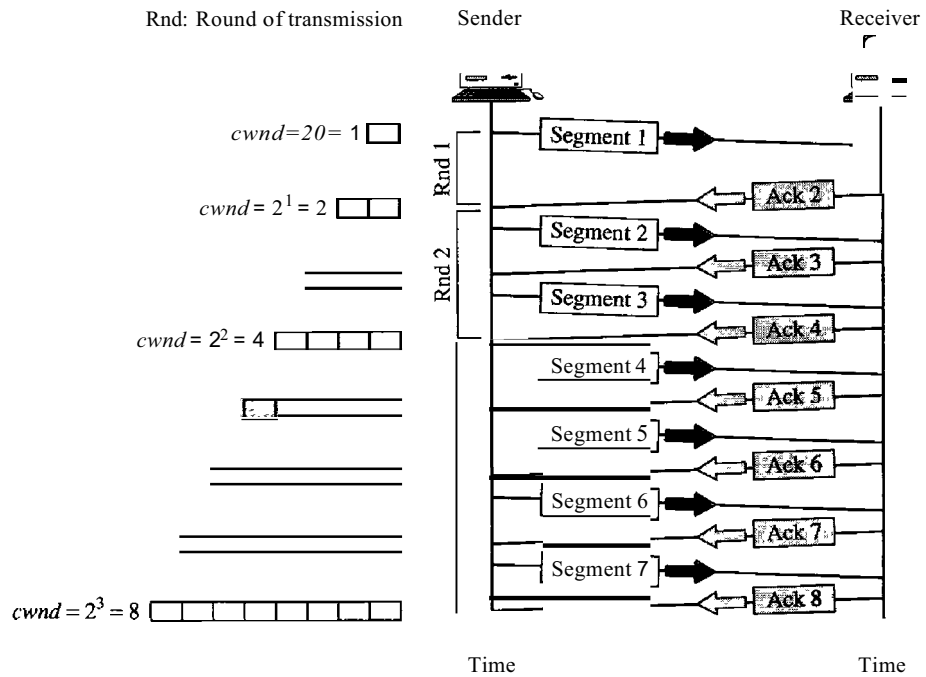 Rnd: Round of transmission
Sender
Receiver
cwnd=20= 1
Rnd 1
Segment 1
Ack 2
cwnd = 2^1 = 2
Rnd 2
Segment 2
Ack 3
Segment 3
Ack 4
cwnd = 2^2 = 4
Segment 4
Ack 5
Segment 5
Ack 6
Segment 6
Ack 7
Segment 7
cwnd = 2^3 = 8
Ack 8
Time
Time